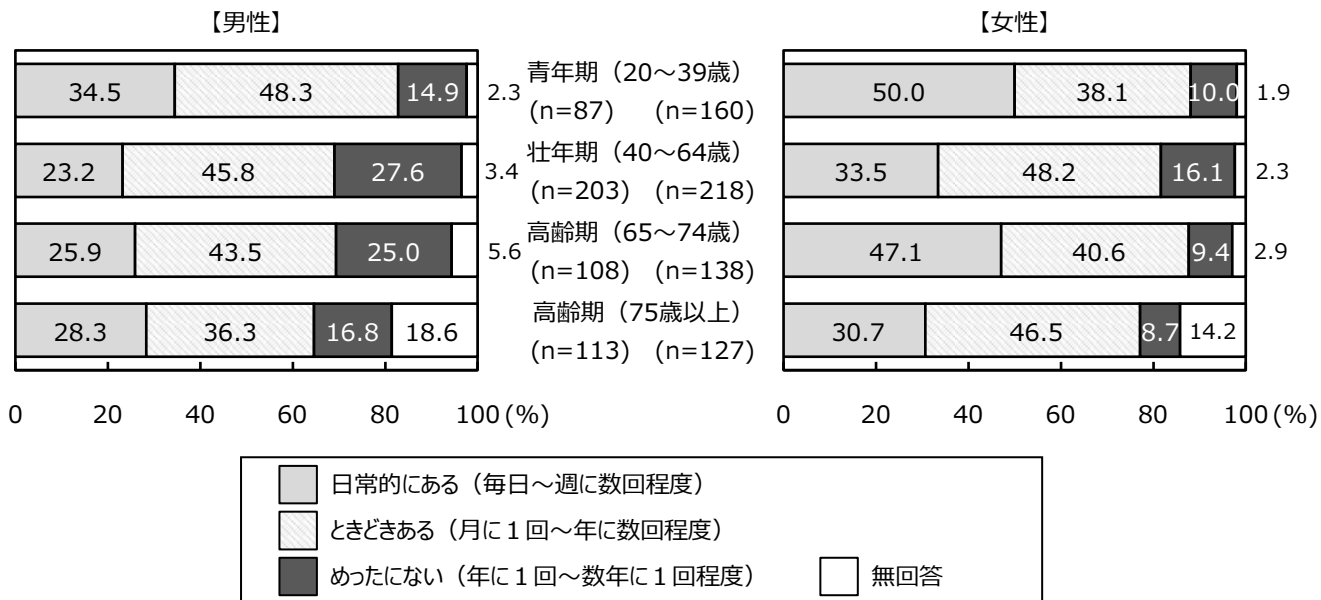 【男性】 【女性】
34.5 48.3 14.9 2.3 青年期（20～39歳） 50.0 38.1 10.0 1.9
(n=87) (n=160)
23.2 45.8 27.6 3.4 壮年期（40～64歳） 33.5 48.2 16.1 2.3
(n=203) (n=218)
25.9 43.5 25.0 5.6 高齢期（65～74歳） 47.1 40.6 9.4 2.9
(n=108) (n=138)
28.3 36.3 16.8 18.6 高齢期（75歳以上） 30.7 46.5 8.7 14.2
(n=113) (n=127)
0 20 40 60 80 100 (%) 0 20 40 60 80 100 (%)
日常的にある（毎日～週に数回程度）
ときどきある（月に１回～年に数回程度）
めったにない（年に１回～数年に１回程度） 無回答